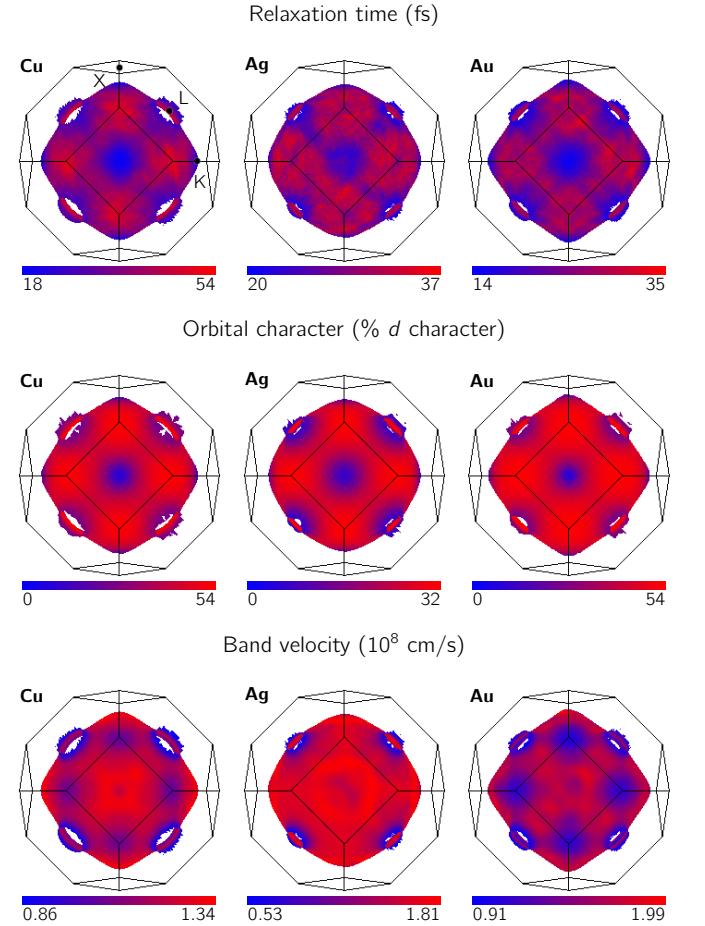 Relaxation time (fs)
Cu Ag Au
X
L
K
18 54 20 37 14 35
Orbital character (% d character)
Cu Ag Au
0 54 0 32 0 54
Band velocity (10⁸ cm/s)
Cu Ag Au
0.86 1.34 0.53 1.81 0.91 1.99